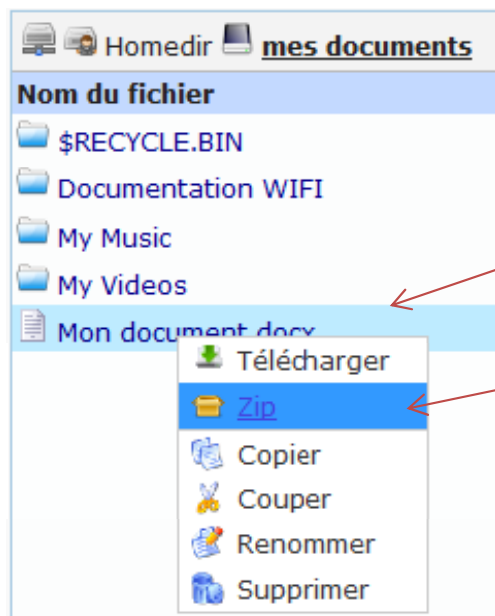 Homedir mes documents
Nom du fichier
$RECYCLE.BIN
Documentation WIFI
My Music
My Videos
Mon document.docx
Télécharger
Zip
Copier
Couper
Renommer
Supprimer